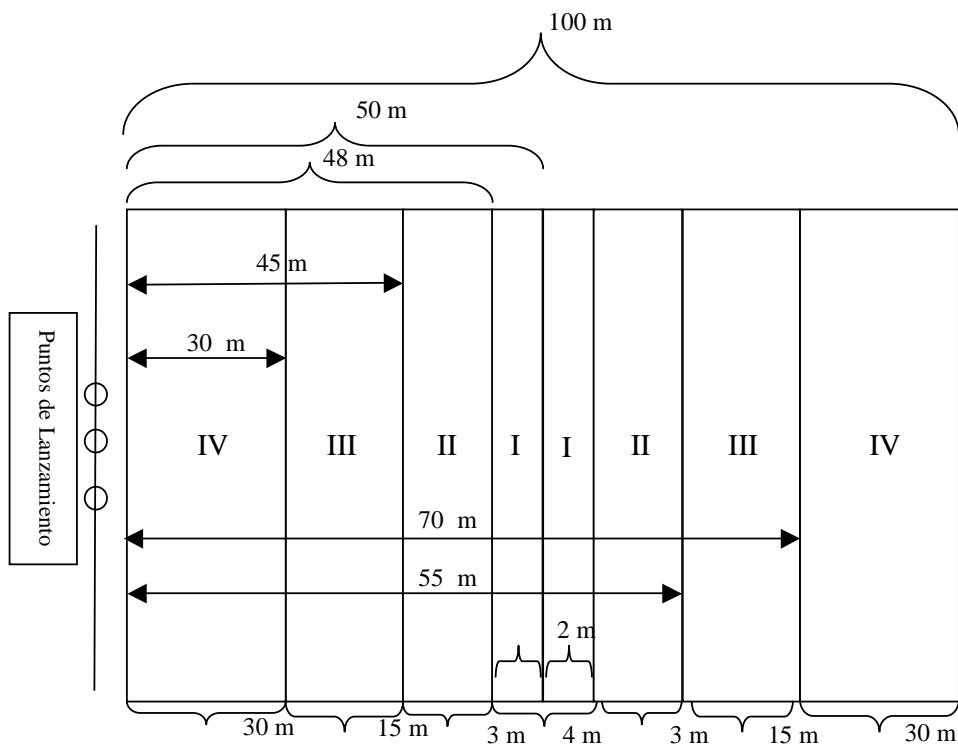 100 m
50 m
48 m
45 m
30 m
Puntos de Lanzamiento
IV III II I I II III IV
70 m
55 m
2 m
30 m 15 m 3 m 4 m 3 m 15 m 30 m